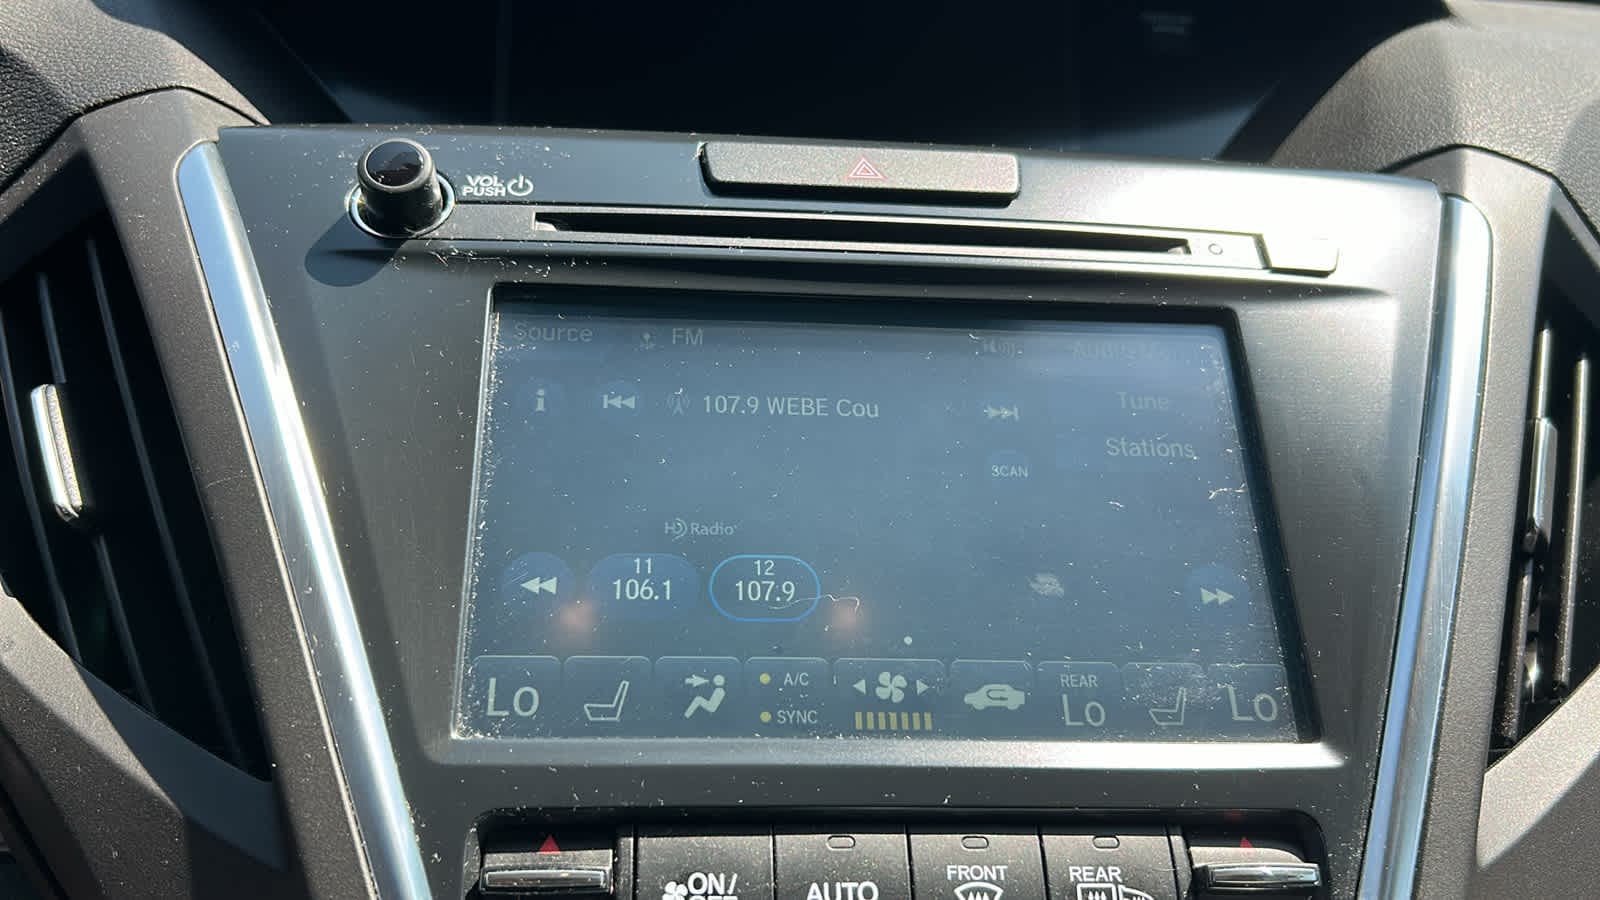 VOL
PUSH
Source FM
107.9 WEBE Cou
Tune
Stations
SCAN
HD Radio
11 12
106.1 107.9
Lo A/C SYNC REAR Lo Lo
ON/
AUTO
FRONT
REAR